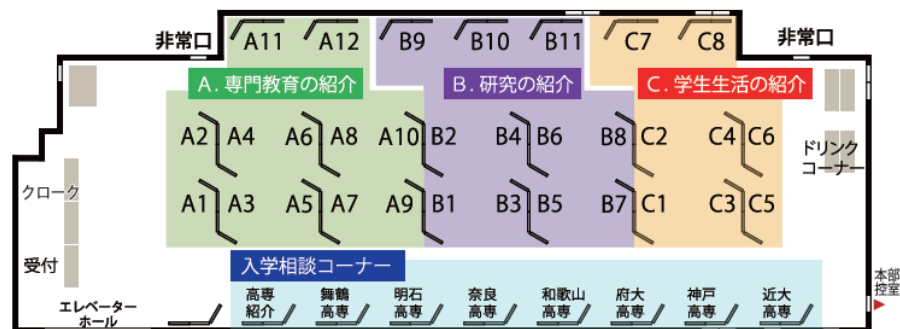 非常口
A11
A12
B9
B10
B11
C7
C8
非常口
A．専門教育の紹介
B．研究の紹介
C．学生生活の紹介
A2
A4
A6
A8
A10
B2
B4
B6
B8
C2
C4
C6
ドリンク
コーナー
クローク
A1
A3
A5
A7
A9
B1
B3
B5
B7
C1
C3
C5
受付
入学相談コーナー
本部
控室
エレベーター
ホール
高専
紹介
舞鶴
高専
明石
高専
奈良
高専
和歌山
高専
府大
高専
神戸
高専
近大
高専